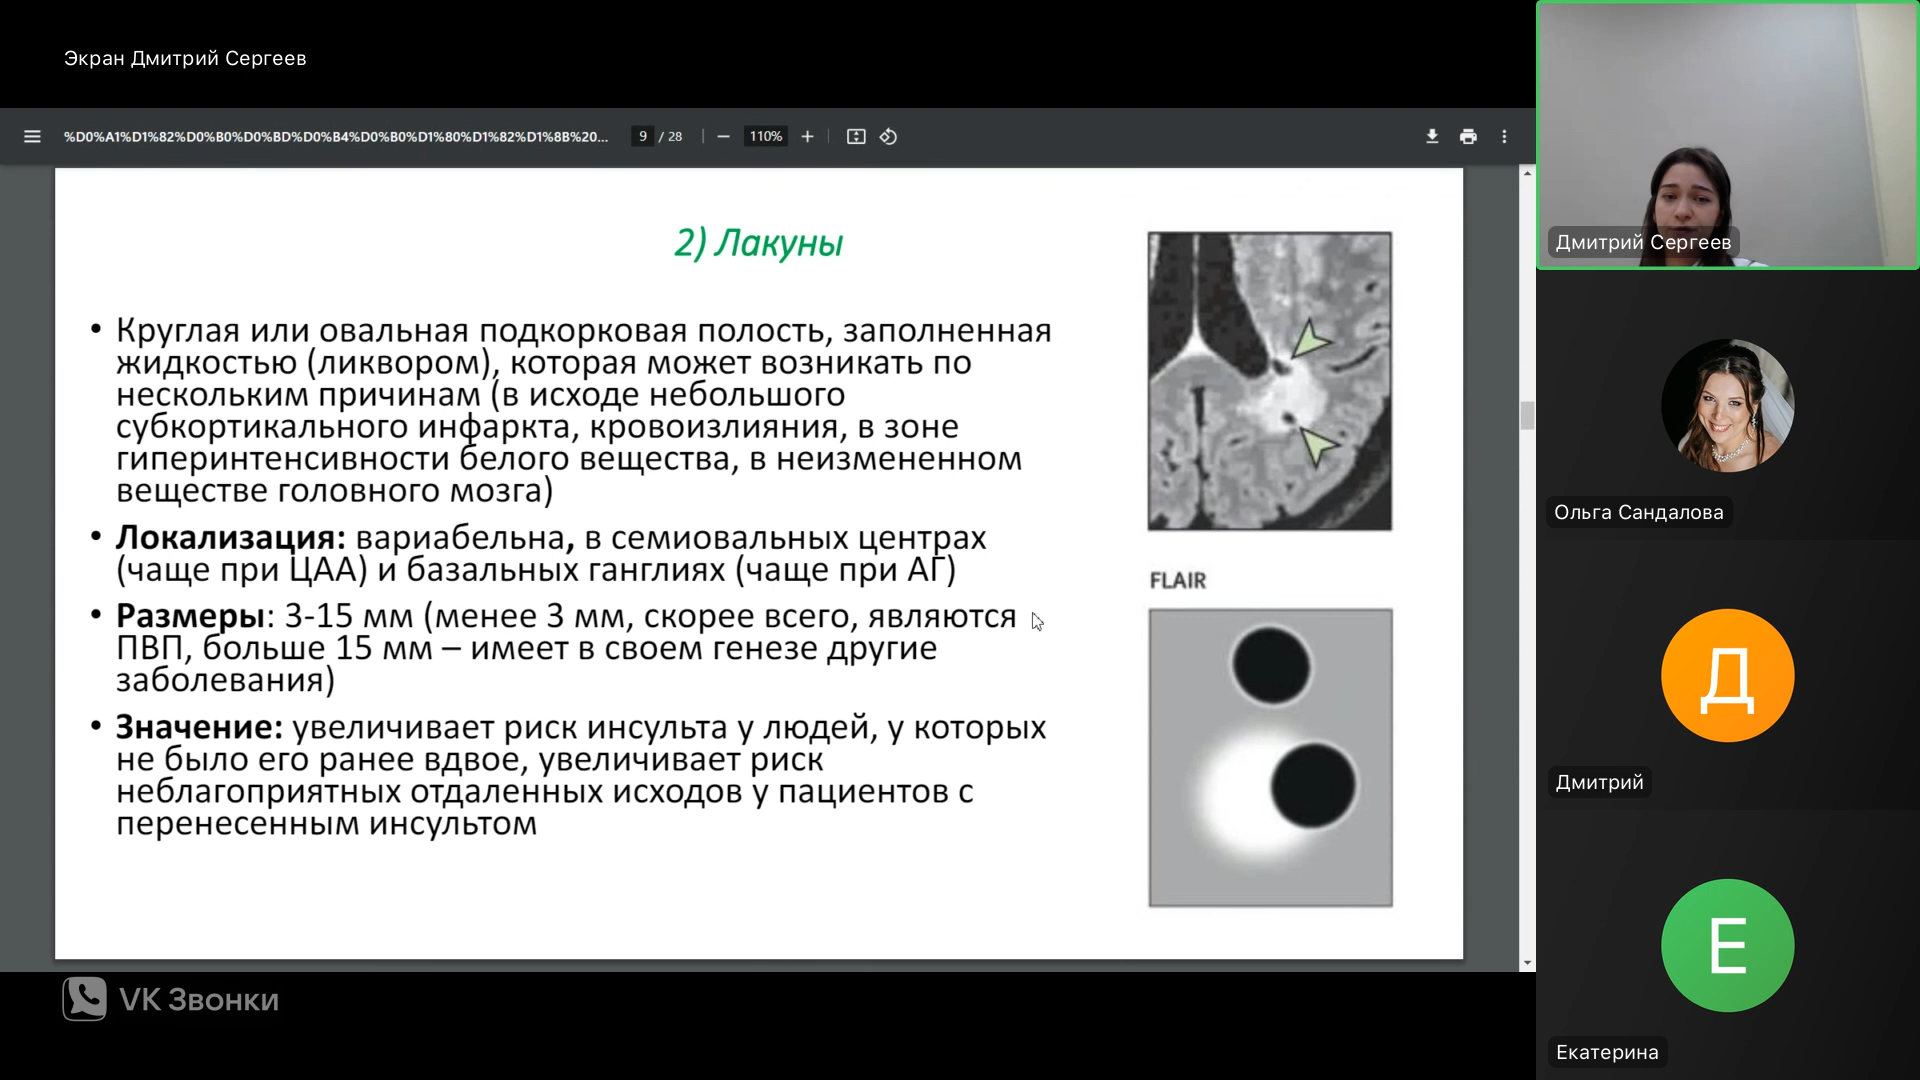 Экран Дмитрий Сергеев
%D0%A1%D1%82%D0%B0%D0%BD%D0%B4%D0%B0%D1%80%D1%82%D1%8B%20...
9 / 28
110%
2) Лакуны
• Круглая или овальная подкорковая полость, заполненная
жидкостью (ликвором), которая может возникать по
нескольким причинам (в исходе небольшого
субкортикального инфаркта, кровоизлияния, в зоне
гиперинтенсивности белого вещества, в неизмененном
веществе головного мозга)
• Локализация: вариабельна, в семиовальных центрах
(чаще при ЦАА) и базальных ганглиях (чаще при АГ)
• Размеры: 3-15 мм (менее 3 мм, скорее всего, являются
ПВП, больше 15 мм – имеет в своем генезе другие
заболевания)
• Значение: увеличивает риск инсульта у людей, у которых
не было его ранее вдвое, увеличивает риск
неблагоприятных отдаленных исходов у пациентов с
перенесенным инсультом
FLAIR
VK Звонки
Дмитрий Сергеев
Ольга Сандалова
Д
Дмитрий
Е
Екатерина